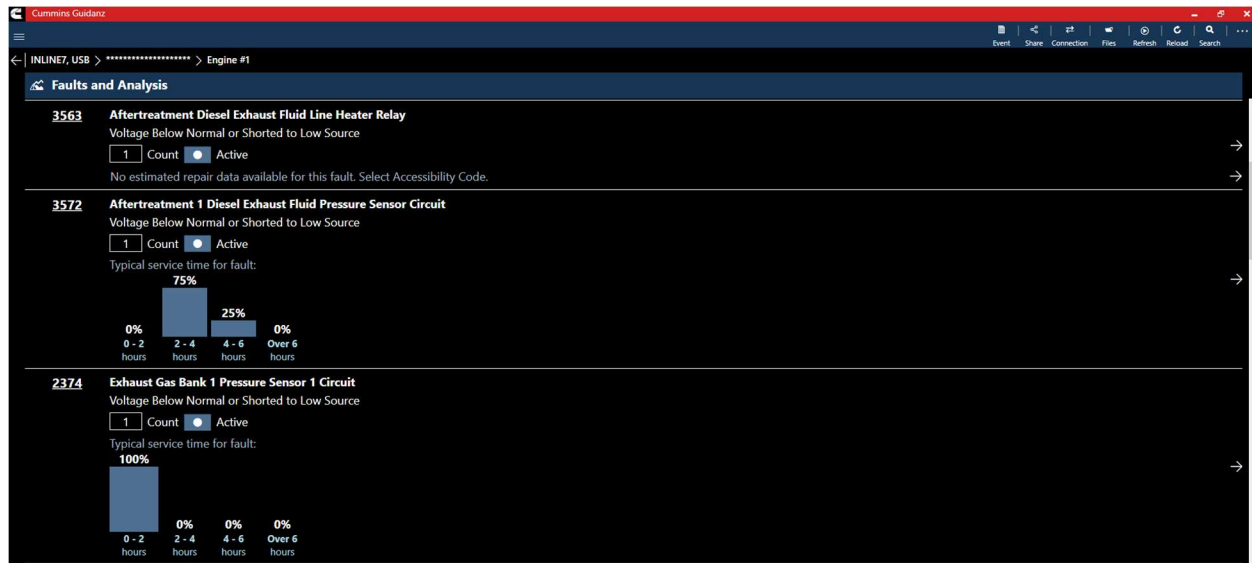 Cummins Guidanz
Event Share Connection Files Refresh Reload Search
INLINE7, USB > ******************** > Engine #1
Faults and Analysis
3563 Aftertreatment Diesel Exhaust Fluid Line Heater Relay
Voltage Below Normal or Shorted to Low Source
1 Count Active
No estimated repair data available for this fault. Select Accessibility Code.
3572 Aftertreatment 1 Diesel Exhaust Fluid Pressure Sensor Circuit
Voltage Below Normal or Shorted to Low Source
1 Count Active
Typical service time for fault:
75%
25%
0% 0%
0 - 2 2 - 4 4 - 6 Over 6
hours hours hours hours
2374 Exhaust Gas Bank 1 Pressure Sensor 1 Circuit
Voltage Below Normal or Shorted to Low Source
1 Count Active
Typical service time for fault:
100%
0% 0% 0%
0 - 2 2 - 4 4 - 6 Over 6
hours hours hours hours